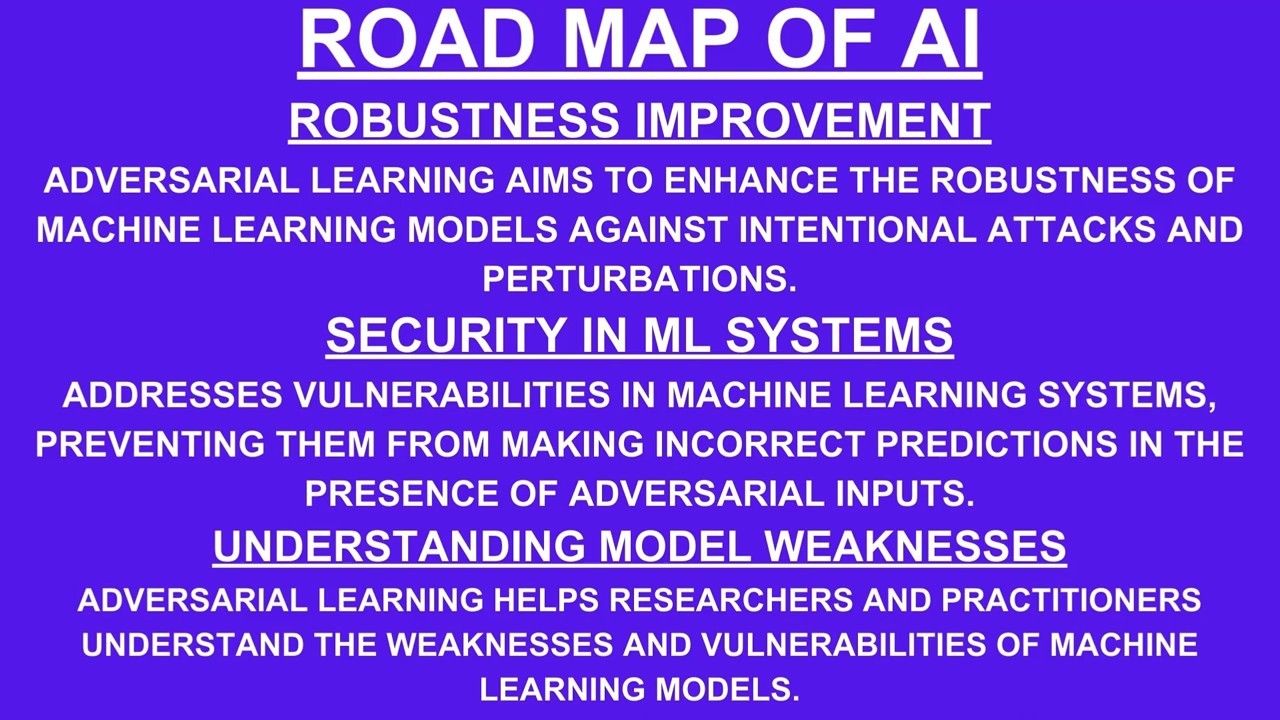 ROAD MAP OF AI
ROBUSTNESS IMPROVEMENT
ADVERSARIAL LEARNING AIMS TO ENHANCE THE ROBUSTNESS OF
MACHINE LEARNING MODELS AGAINST INTENTIONAL ATTACKS AND
PERTURBATIONS.
SECURITY IN ML SYSTEMS
ADDRESSES VULNERABILITIES IN MACHINE LEARNING SYSTEMS,
PREVENTING THEM FROM MAKING INCORRECT PREDICTIONS IN THE
PRESENCE OF ADVERSARIAL INPUTS.
UNDERSTANDING MODEL WEAKNESSES
ADVERSARIAL LEARNING HELPS RESEARCHERS AND PRACTITIONERS
UNDERSTAND THE WEAKNESSES AND VULNERABILITIES OF MACHINE
LEARNING MODELS.